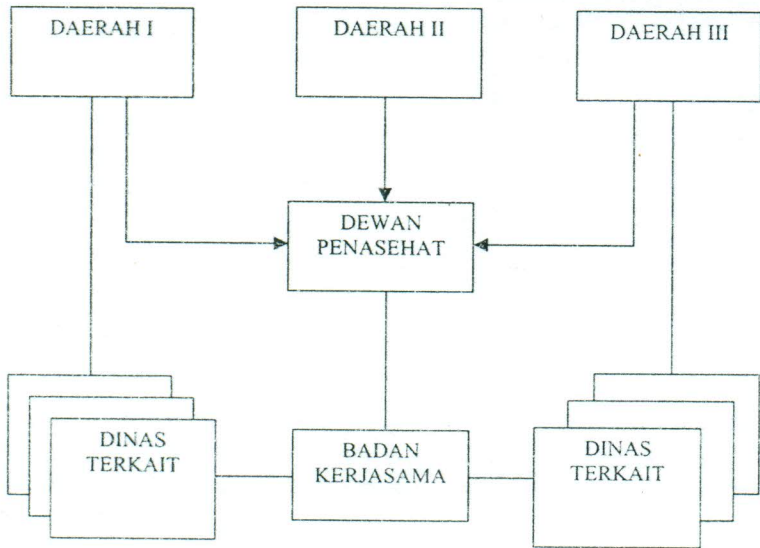 DAERAH I
DAERAH II
DAERAH III
DEWAN
PENASEHAT
DINAS
TERKAIT
BADAN
KERJASAMA
DINAS
TERKAIT